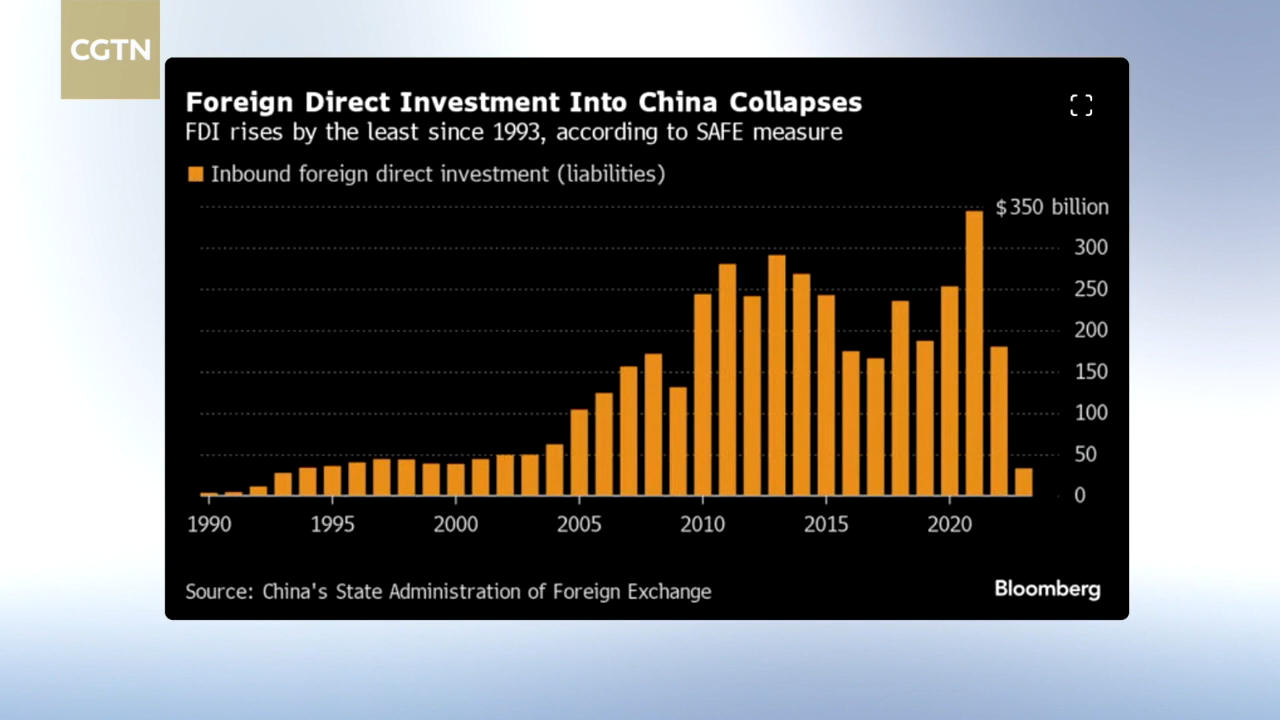 CGTN
Foreign Direct Investment Into China Collapses
FDI rises by the least since 1993, according to SAFE measure
Inbound foreign direct investment (liabilities)
$350 billion
300
250
200
150
100
50
0
1990 1995 2000 2005 2010 2015 2020
Source: China's State Administration of Foreign Exchange
Bloomberg